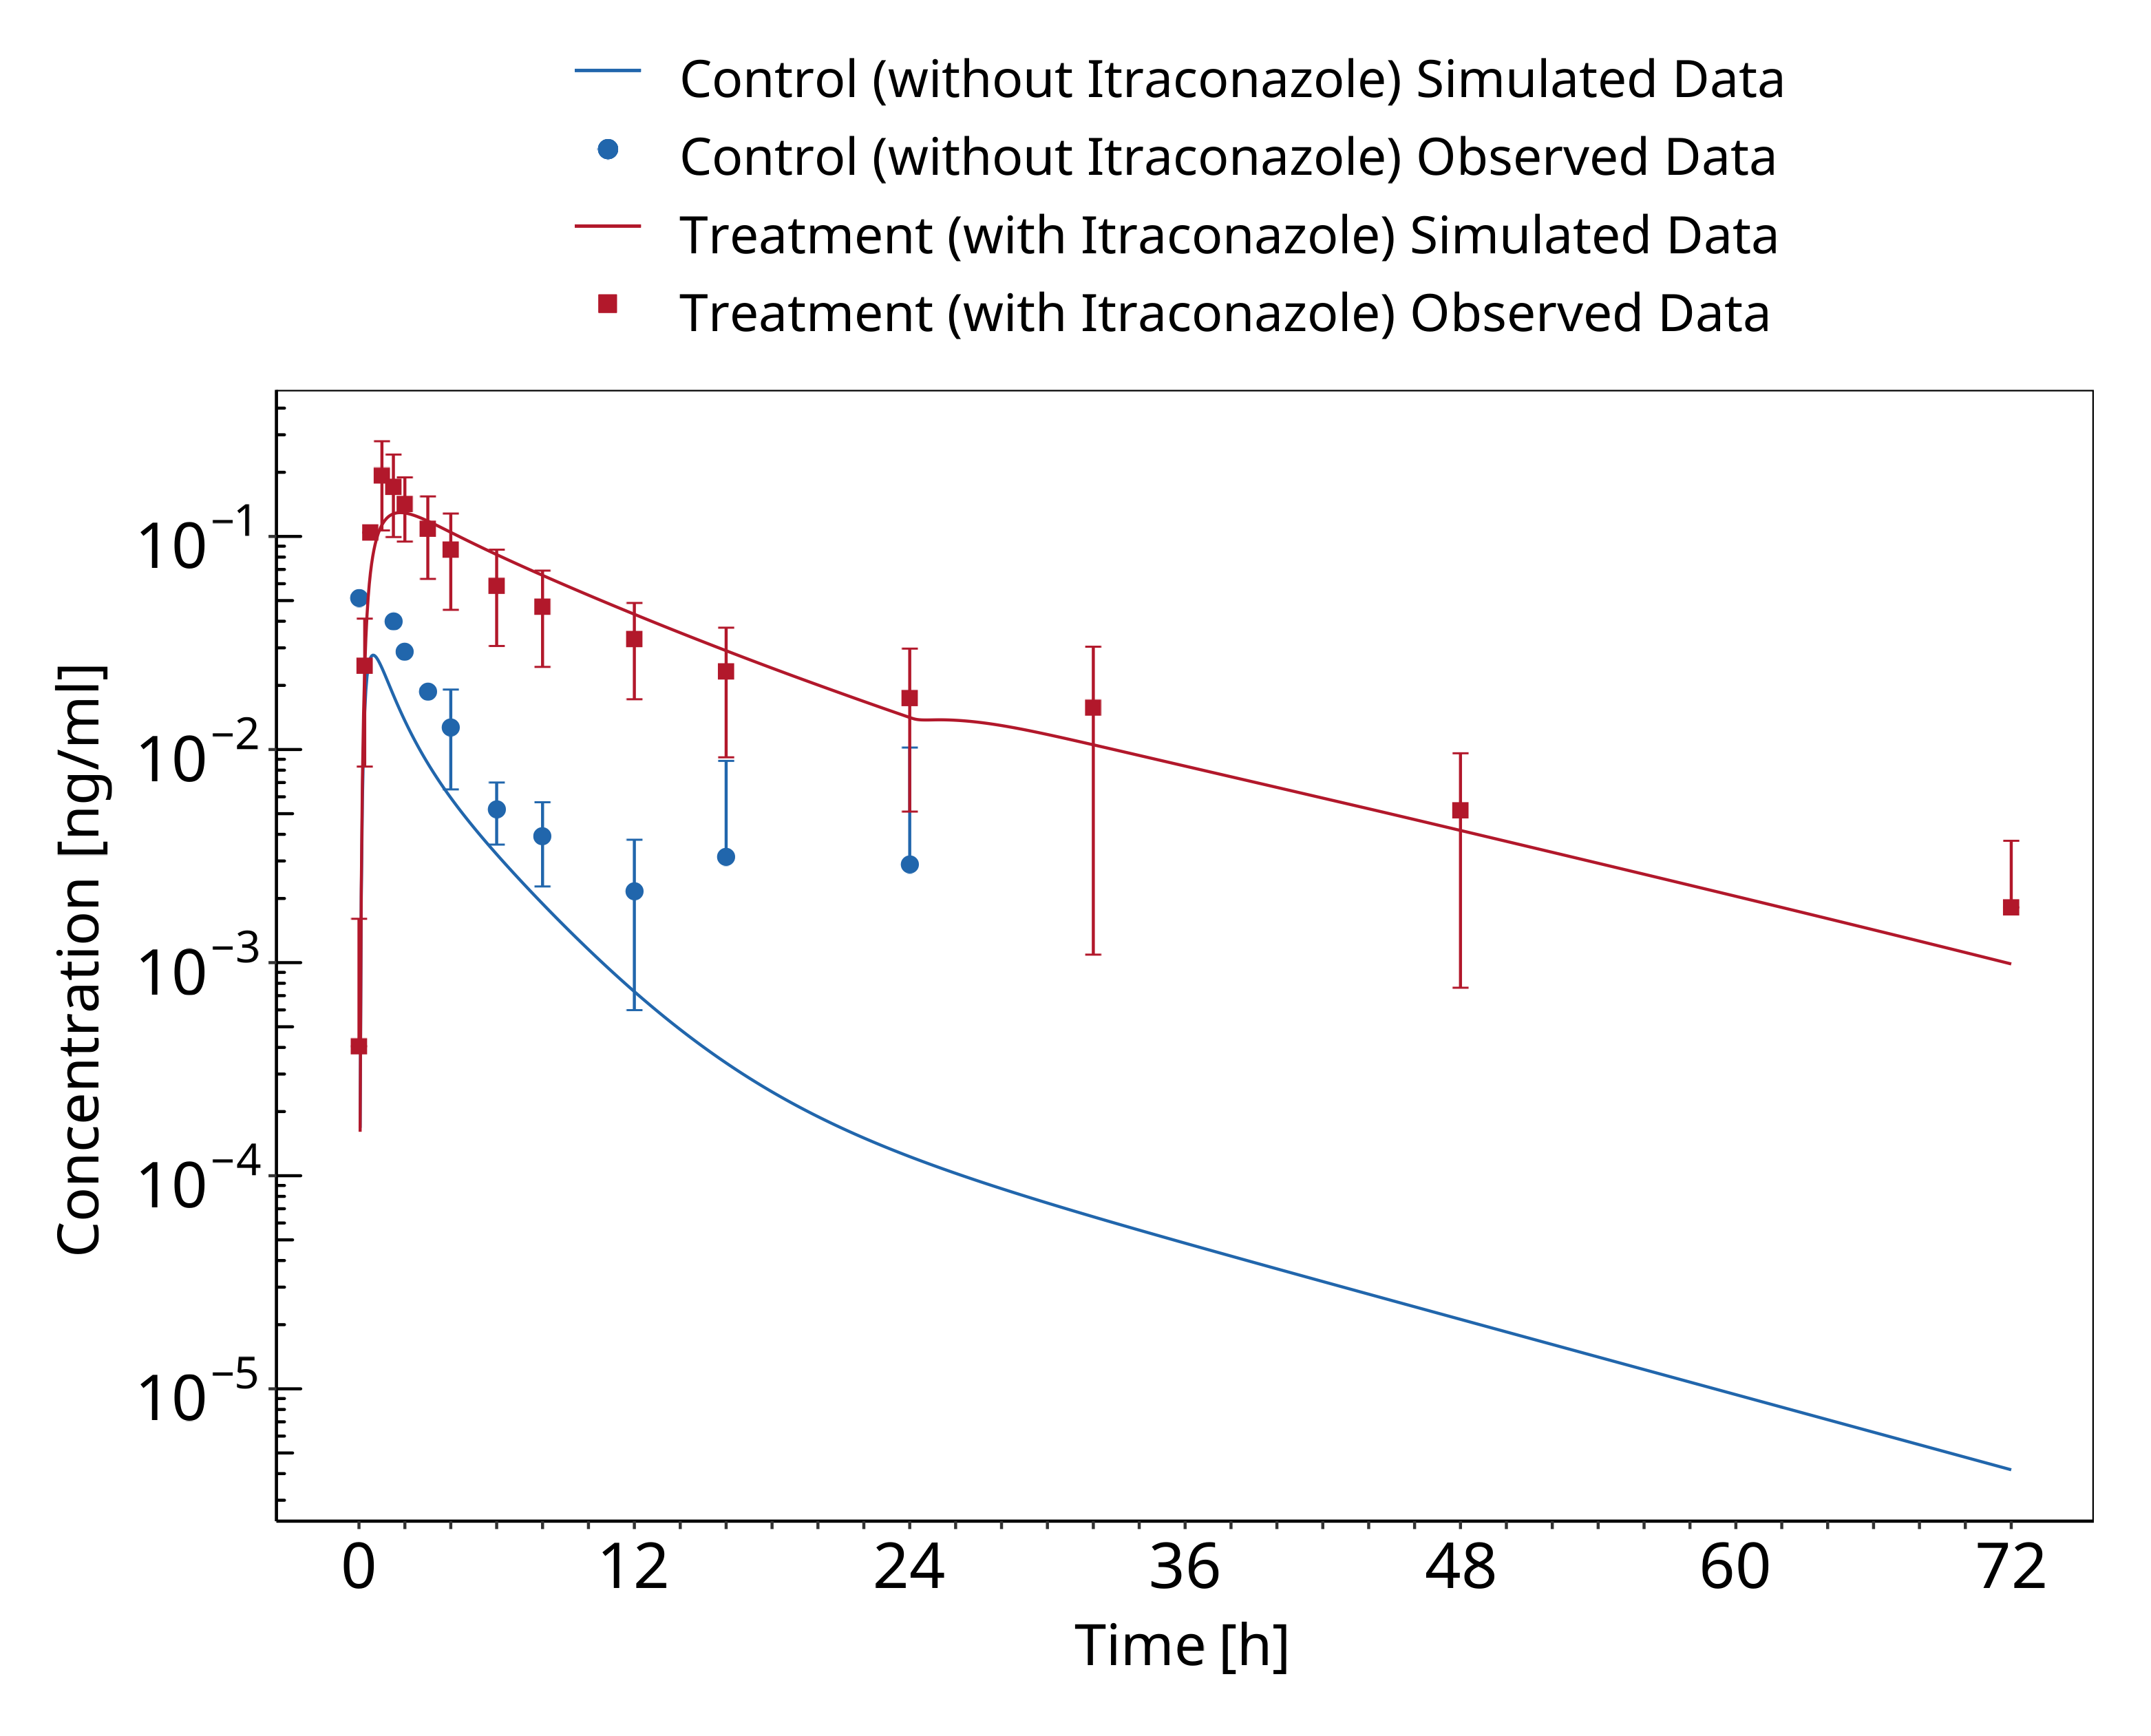 Control (without Itraconazole) Simulated Data
Control (without Itraconazole) Observed Data
Treatment (with Itraconazole) Simulated Data
Treatment (with Itraconazole) Observed Data
Concentration [ng/ml]
10⁻¹
10⁻²
10⁻³
10⁻⁴
10⁻⁵
0 12 24 36 48 60 72
Time [h]